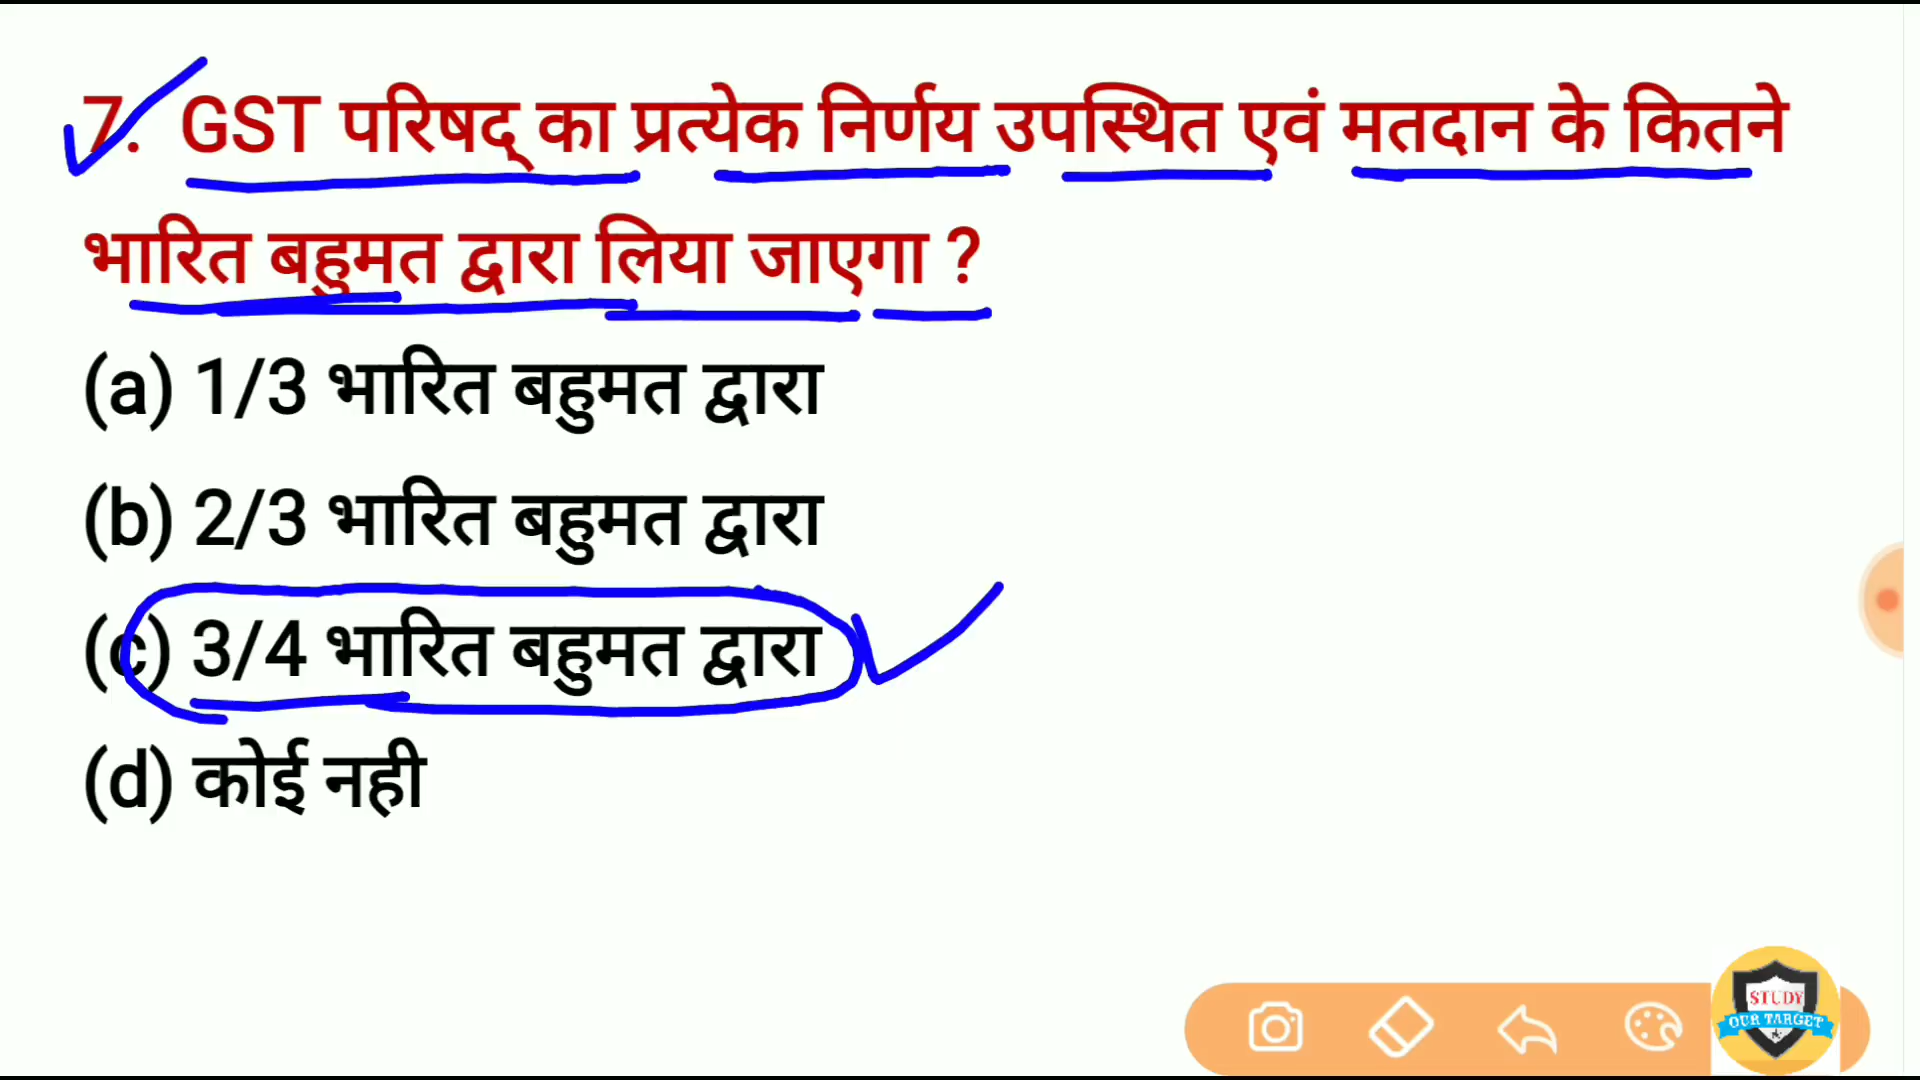 7. GST परिषद् का प्रत्येक निर्णय उपस्थित एवं मतदान के कितने
भारित बहुमत द्वारा लिया जाएगा ?
(a) 1/3 भारित बहुमत द्वारा
(b) 2/3 भारित बहुमत द्वारा
(c) 3/4 भारित बहुमत द्वारा
(d) कोई नही
STUDY
OUR TARGET